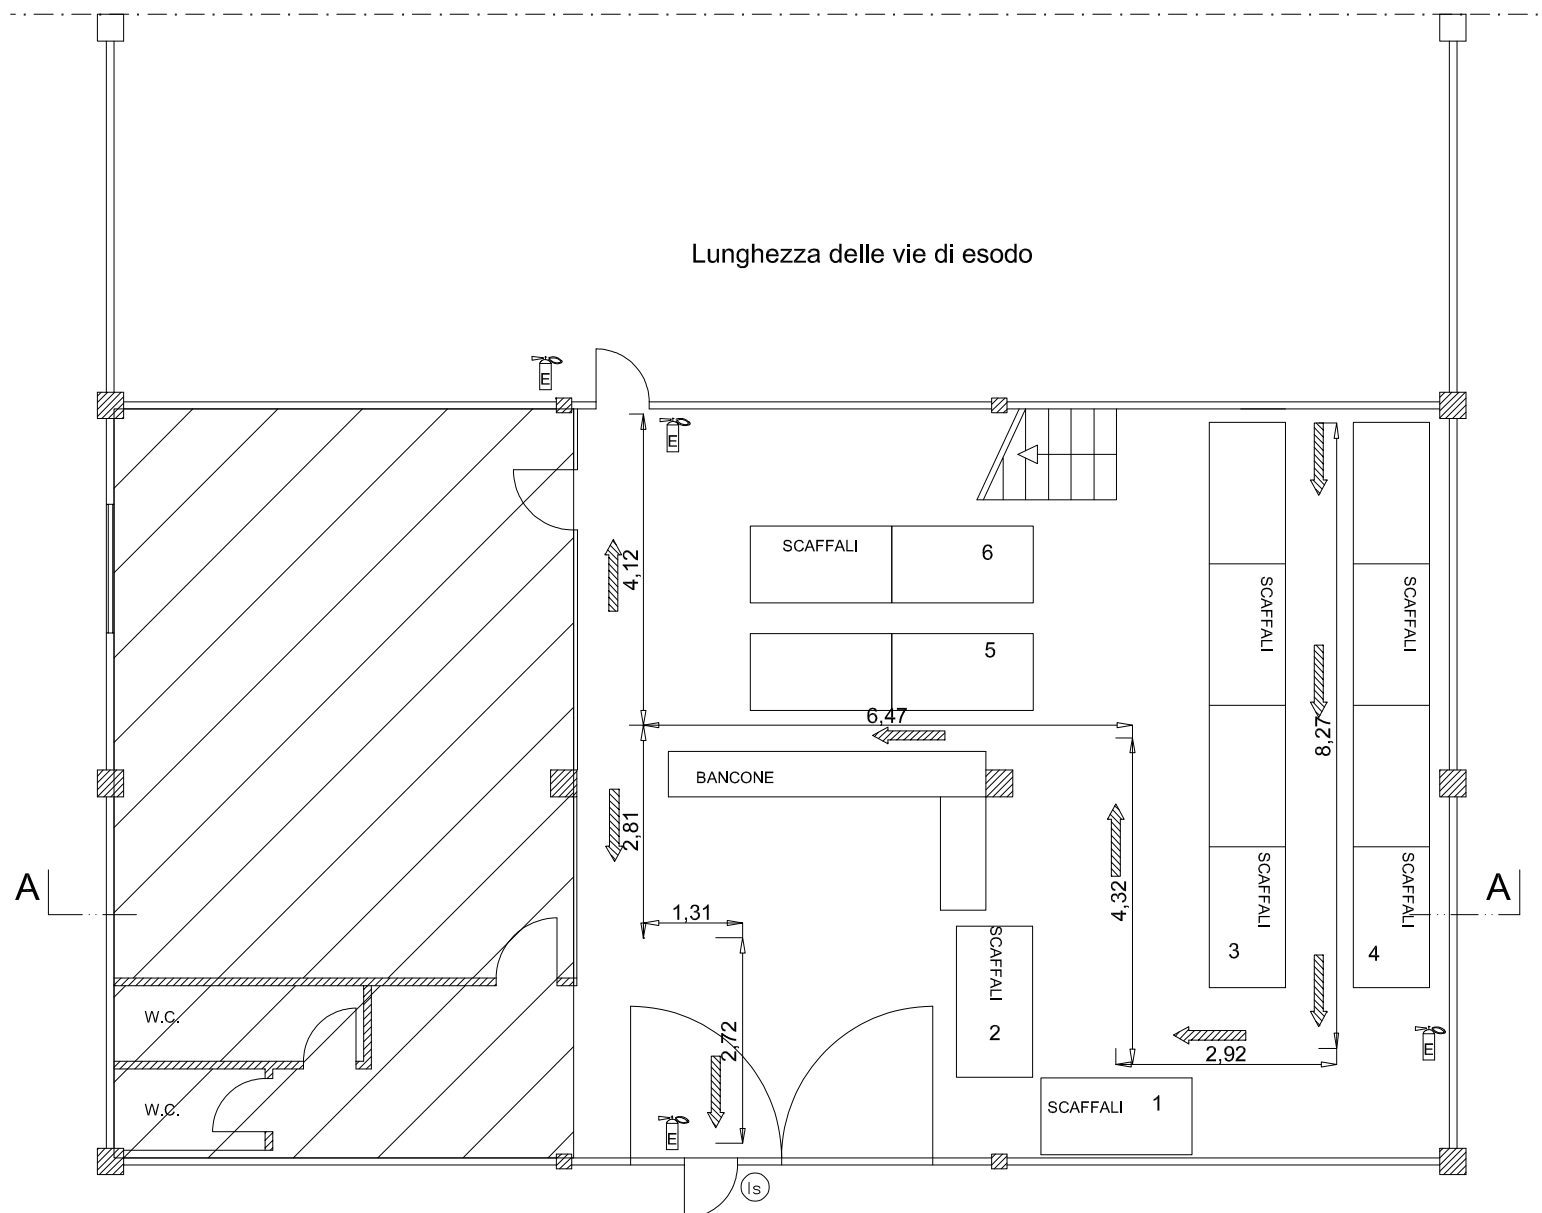 Lunghezza delle vie di esodo
E
E
SCAFFALI
6
4,12
SCAFFALI
SCAFFALI
5
6,47
8,27
BANCONE
2,81
A
A
SCAFFALI
SCAFFALI
4,32
1,31
SCAFFALI
3
4
W.C.
2
2,72
E
2,92
W.C.
SCAFFALI
1
E
Is